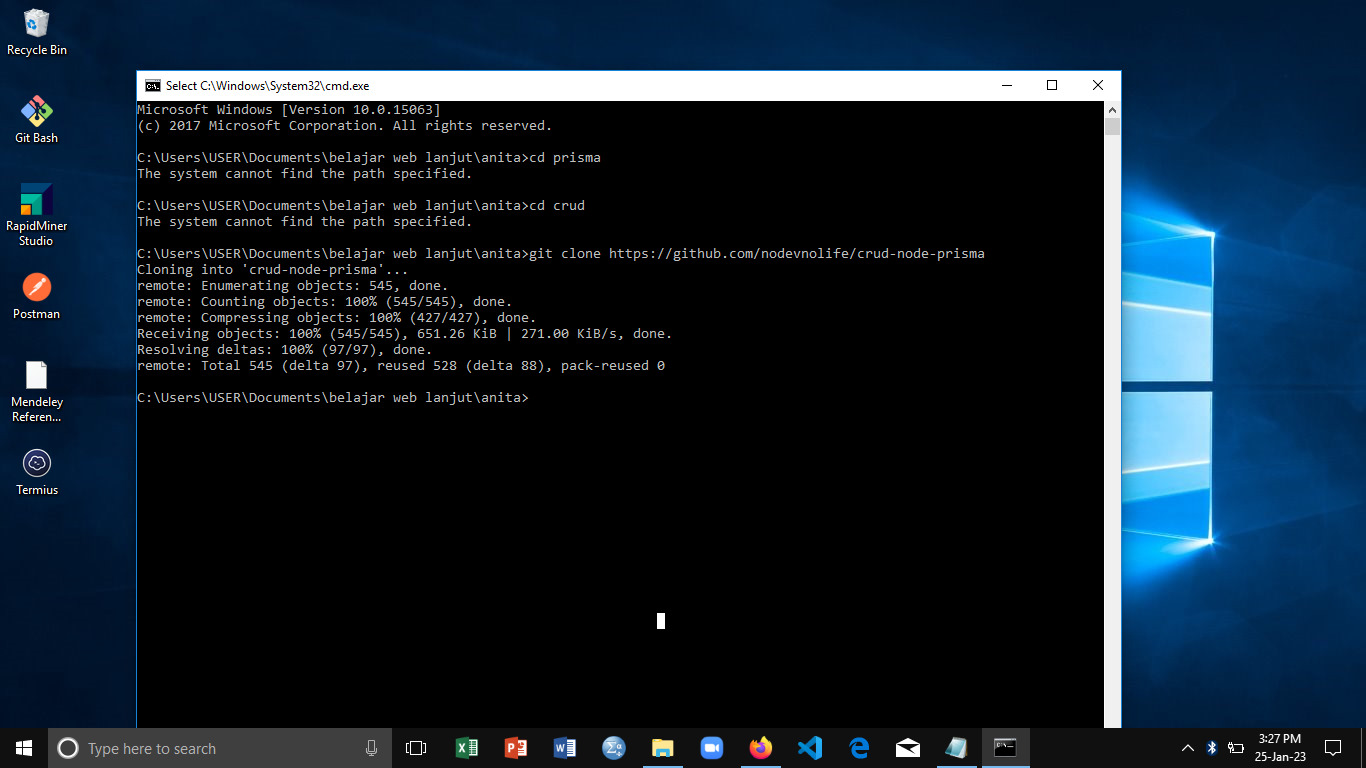 Recycle Bin
Git Bash
RapidMiner
Studio
Postman
Mendeley
Referen...
Termius
Select C:\Windows\System32\cmd.exe
Microsoft Windows [Version 10.0.15063]
(c) 2017 Microsoft Corporation. All rights reserved.
C:\Users\USER\Documents\belajar web lanjut\anita>cd prisma
The system cannot find the path specified.
C:\Users\USER\Documents\belajar web lanjut\anita>cd crud
The system cannot find the path specified.
C:\Users\USER\Documents\belajar web lanjut\anita>git clone https://github.com/nodevnolife/crud-node-prisma
Cloning into 'crud-node-prisma'...
remote: Enumerating objects: 545, done.
remote: Counting objects: 100% (545/545), done.
remote: Compressing objects: 100% (427/427), done.
Receiving objects: 100% (545/545), 651.26 KiB | 271.00 KiB/s, done.
Resolving deltas: 100% (97/97), done.
remote: Total 545 (delta 97), reused 528 (delta 88), pack-reused 0
C:\Users\USER\Documents\belajar web lanjut\anita>
Type here to search
3:27 PM
25-Jan-23